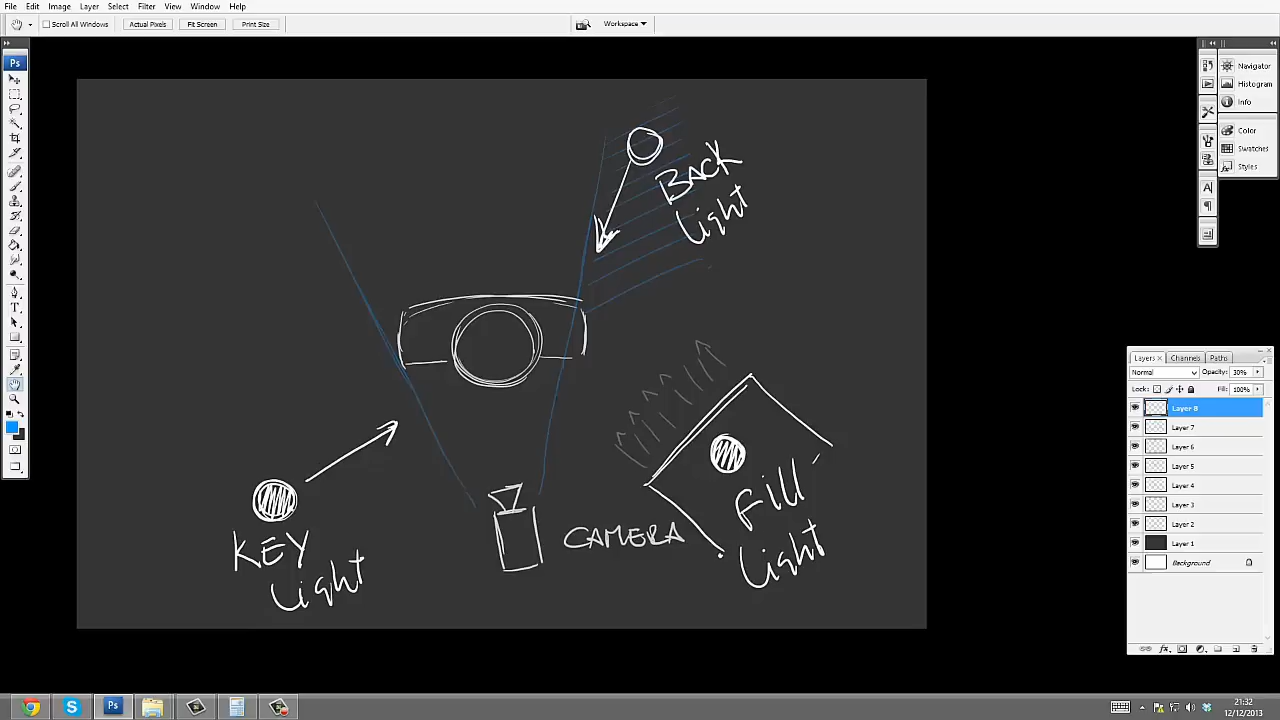 File Edit Image Layer Select Filter View Window Help
Scroll All Windows Actual Pixels Fit Screen Print Size Workspace
Ps
Navigator
Histogram
Info
Color
Swatches
Styles
BACK
Light
KEY
Light
CAMERA
Fill
Light
Layers Channels Paths
Normal Opacity: 30%
Lock: Fill: 100%
Layer 8
Layer 7
Layer 6
Layer 5
Layer 4
Layer 3
Layer 2
Layer 1
Background
21:32
12/12/2013